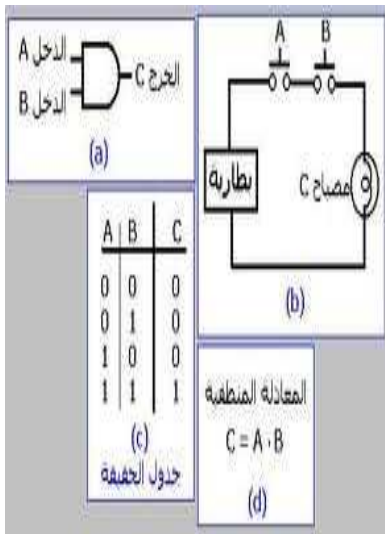 الدخل A
الخرج C
الدخل B
(a)
A B
بطارية
مصباح C
(b)
A B C
0 0 0
0 1 0
1 0 0
1 1 1
(c)
جدول الحقيقة
المعادلة المنطقية
C = A · B
(d)